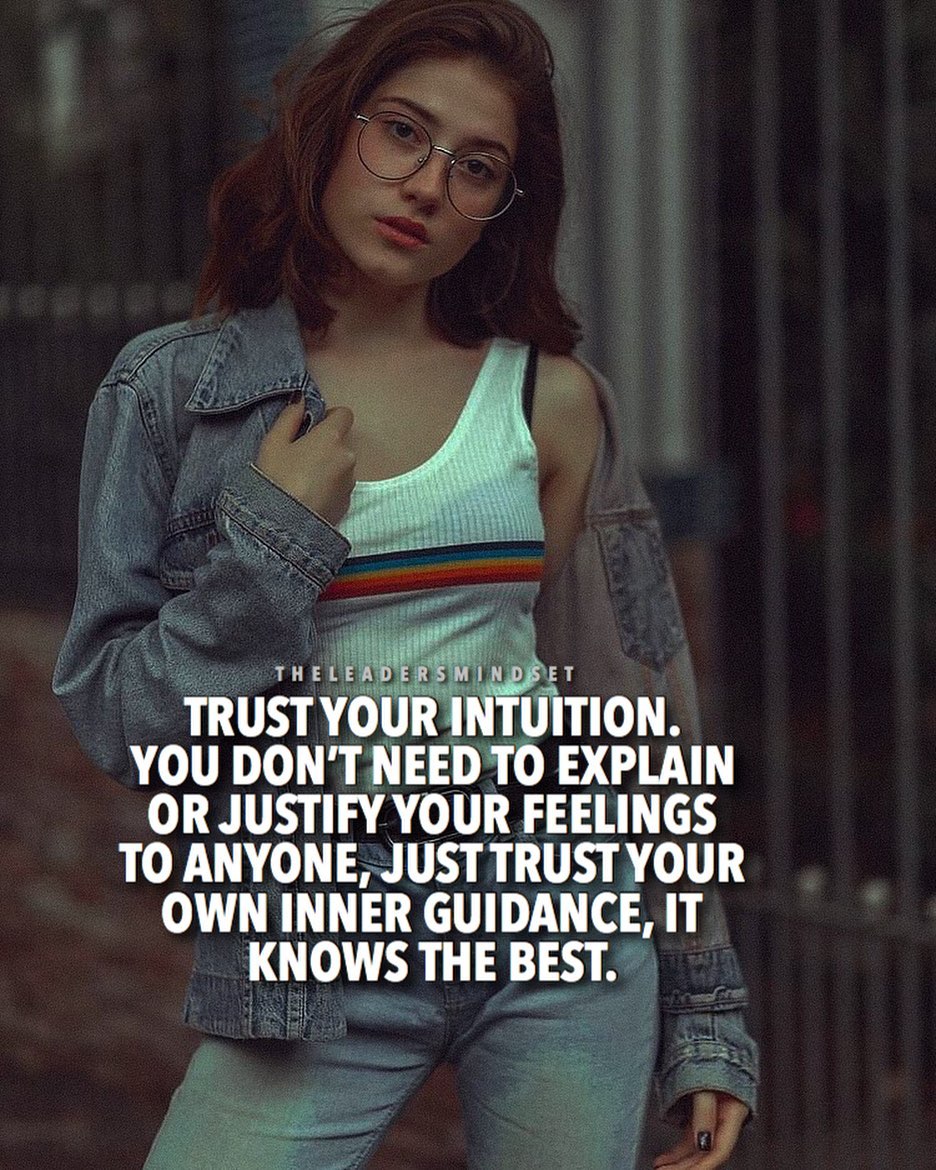 THELEADERSMINDSET
TRUST YOUR INTUITION.
YOU DON'T NEED TO EXPLAIN
OR JUSTIFY YOUR FEELINGS
TO ANYONE, JUST TRUST YOUR
OWN INNER GUIDANCE, IT
KNOWS THE BEST.